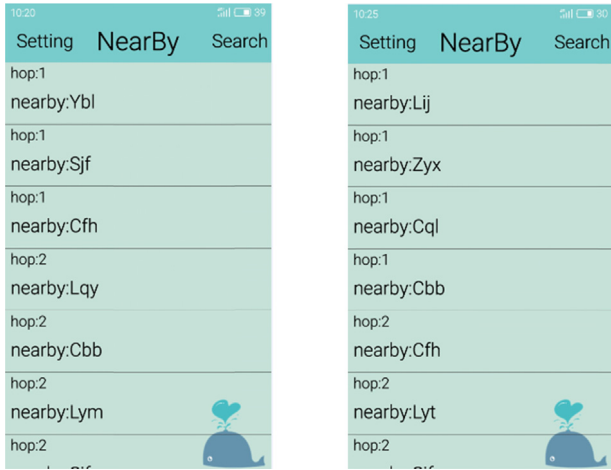 10:20 39
Setting NearBy Search
hop:1
nearby:Ybl
hop:1
nearby:Sjf
hop:1
nearby:Cfh
hop:2
nearby:Lqy
hop:2
nearby:Cbb
hop:2
nearby:Lym
hop:2
10:25 30
Setting NearBy Search
hop:1
nearby:Lij
hop:1
nearby:Zyx
hop:1
nearby:Cql
hop:1
nearby:Cbb
hop:2
nearby:Cfh
hop:2
nearby:Lyt
hop:2